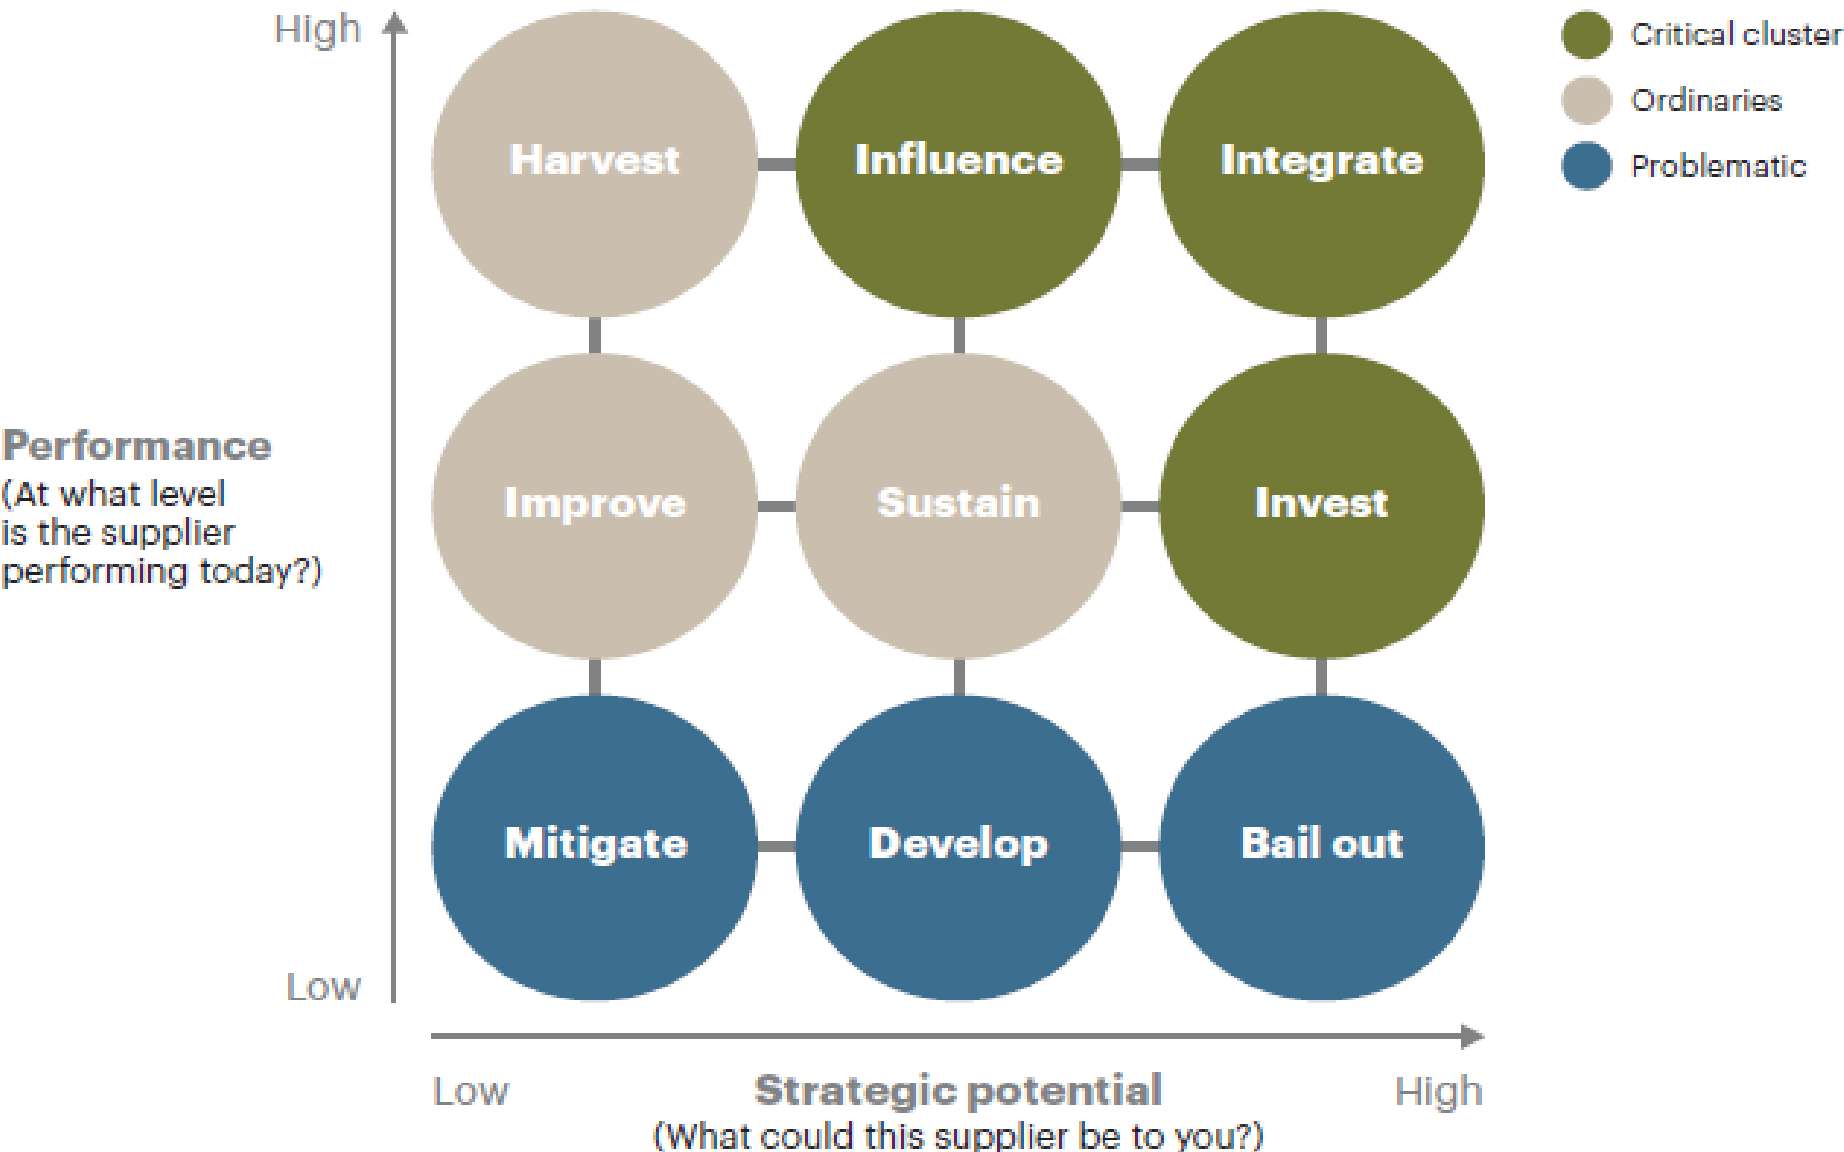 High
Critical cluster
Ordinaries
Problematic
Harvest
Influence
Integrate
Performance
(At what level
is the supplier
performing today?)
Improve
Sustain
Invest
Mitigate
Develop
Bail out
Low
Low
Strategic potential
High
(What could this supplier be to you?)